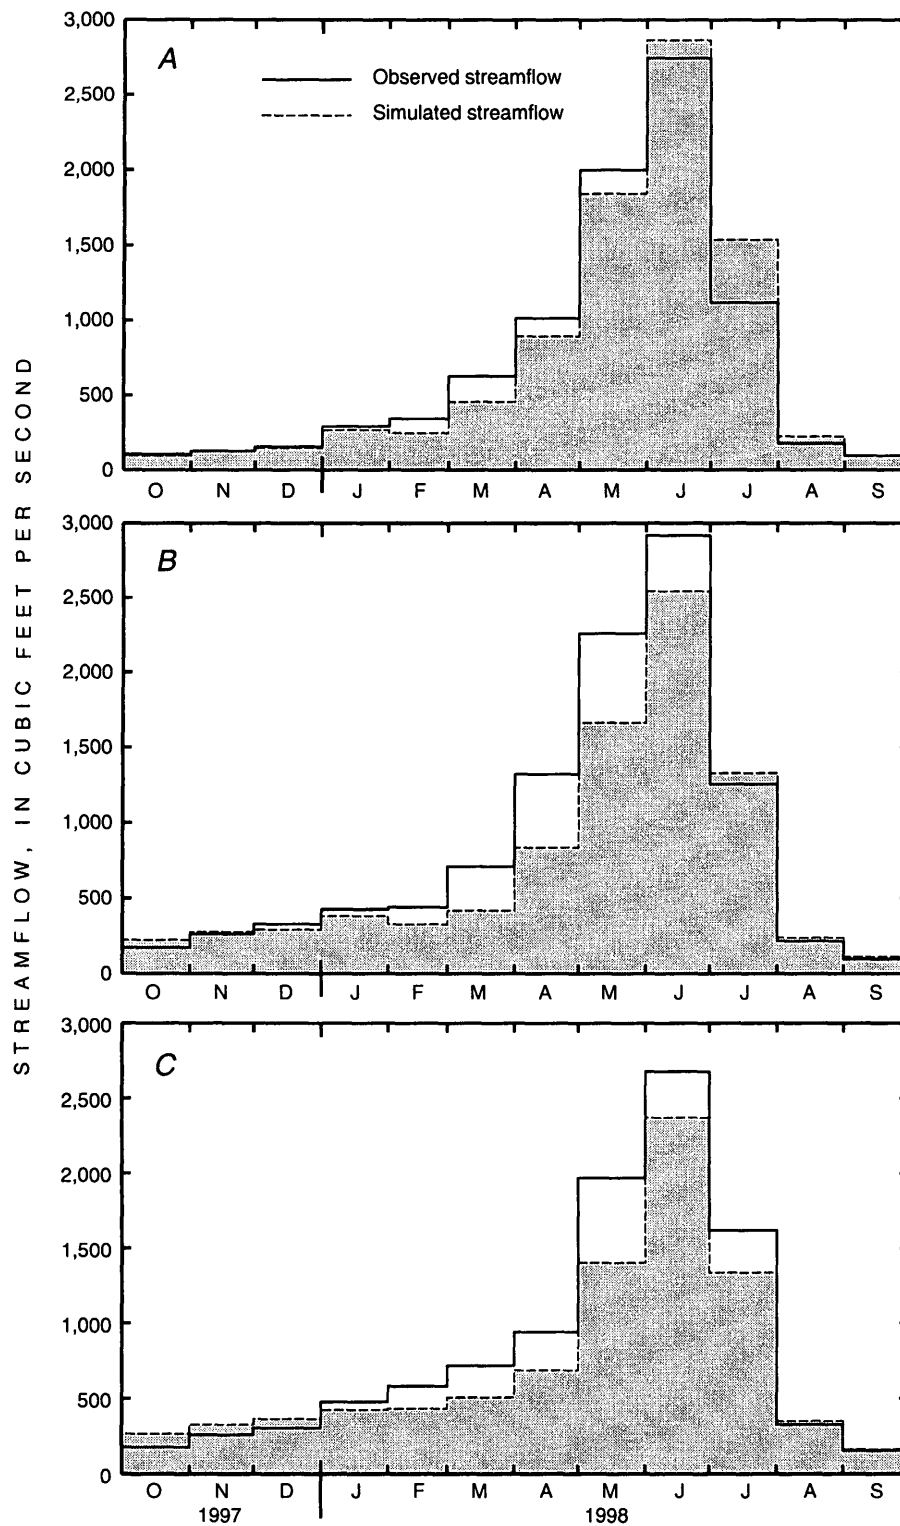 STREAMFLOW, IN CUBIC FEET PER SECOND
A
Observed streamflow
Simulated streamflow
3,000
2,500
2,000
1,500
1,000
500
0
O N D J F M A M J J A S
B
3,000
2,500
2,000
1,500
1,000
500
0
O N D J F M A M J J A S
C
3,000
2,500
2,000
1,500
1,000
500
0
O N D J F M A M J J A S
1997 1998